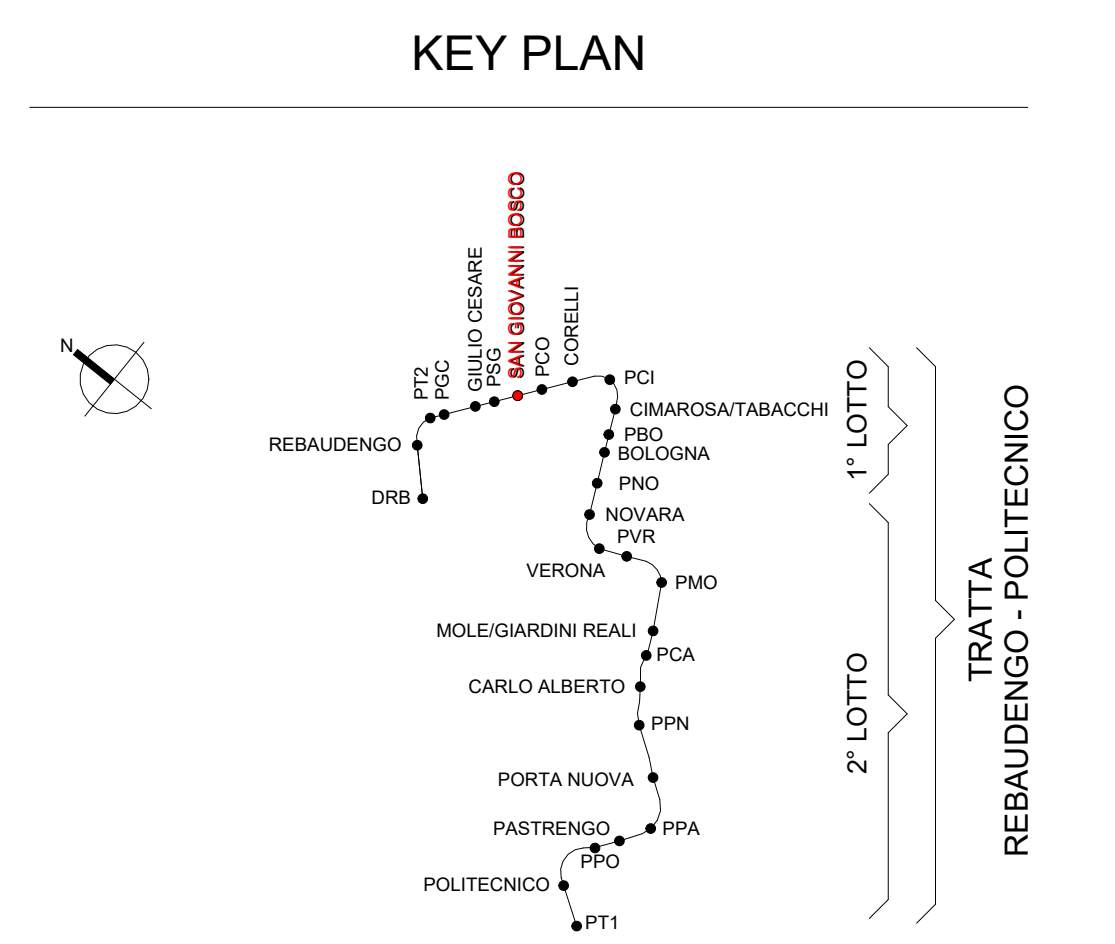 KEY PLAN
N
PT2
PGC
GIULIO CESARE
PSG
SAN GIOVANNI BOSCO
PCO
CORELLI
PCI
CIMAROSA/TABACCHI
REBAUDENGO
PBO
BOLOGNA
DRB
PNO
NOVARA
PVR
VERONA
PMO
MOLE/GIARDINI REALI
PCA
CARLO ALBERTO
PPN
PORTA NUOVA
PASTRENGO
PPA
PPO
POLITECNICO
PT1
1° LOTTO
2° LOTTO
TRATTA
REBAUDENGO - POLITECNICO